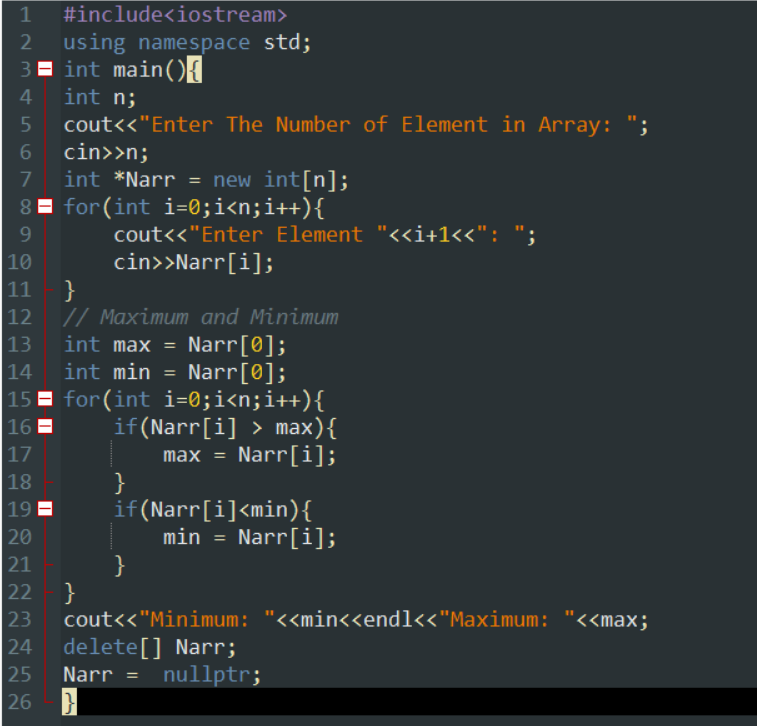 1 #include<iostream>
2 using namespace std;
3 int main(){
4 int n;
5 cout<<"Enter The Number of Element in Array: ";
6 cin>>n;
7 int *Narr = new int[n];
8 for(int i=0;i<n;i++){
9     cout<<"Enter Element "<<i+1<<": ";
10     cin>>Narr[i];
11 }
12 // Maximum and Minimum
13 int max = Narr[0];
14 int min = Narr[0];
15 for(int i=0;i<n;i++){
16     if(Narr[i] > max){
17         max = Narr[i];
18     }
19     if(Narr[i]<min){
20         min = Narr[i];
21     }
22 }
23 cout<<"Minimum: "<<min<<endl<<"Maximum: "<<max;
24 delete[] Narr;
25 Narr =  nullptr;
26 }